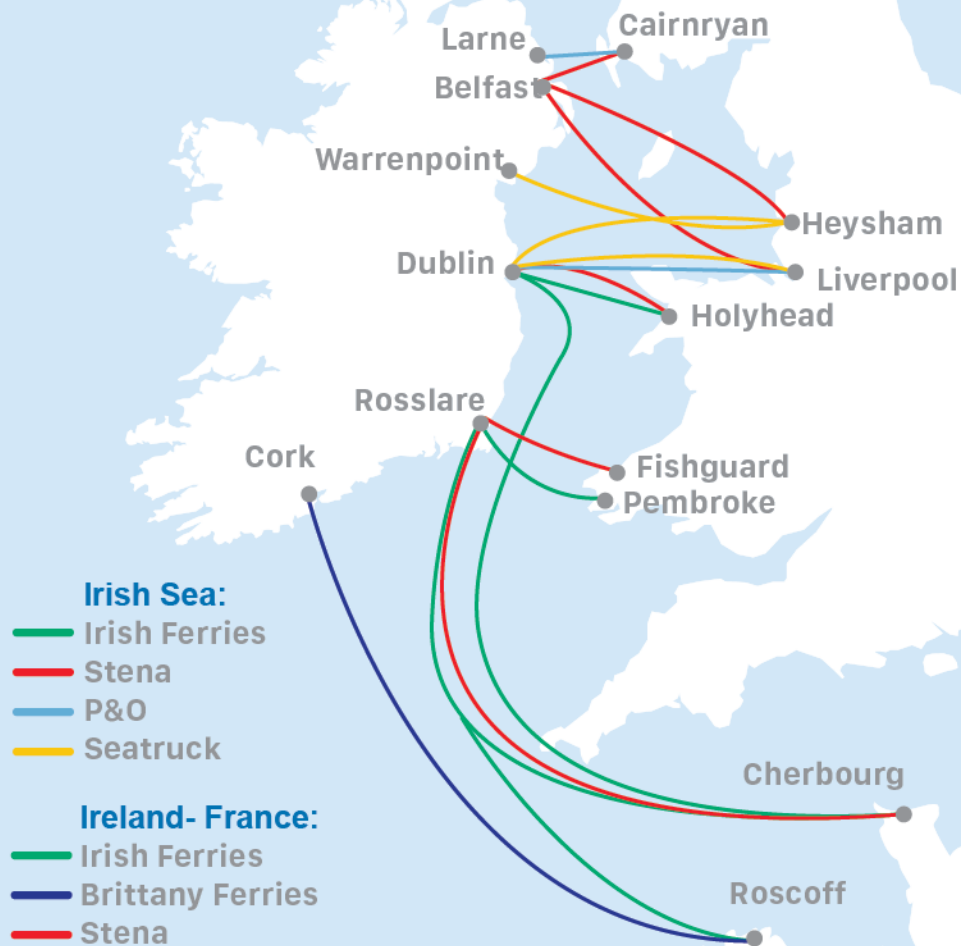 Cairnryan
Larne
Belfast
Warrenpoint
Heysham
Dublin
Liverpool
Holyhead
Rosslare
Cork
Fishguard
Pembroke
Irish Sea:
Irish Ferries
Stena
P&O
Seatruck
Cherbourg
Ireland- France:
Irish Ferries
Brittany Ferries
Roscoff
Stena